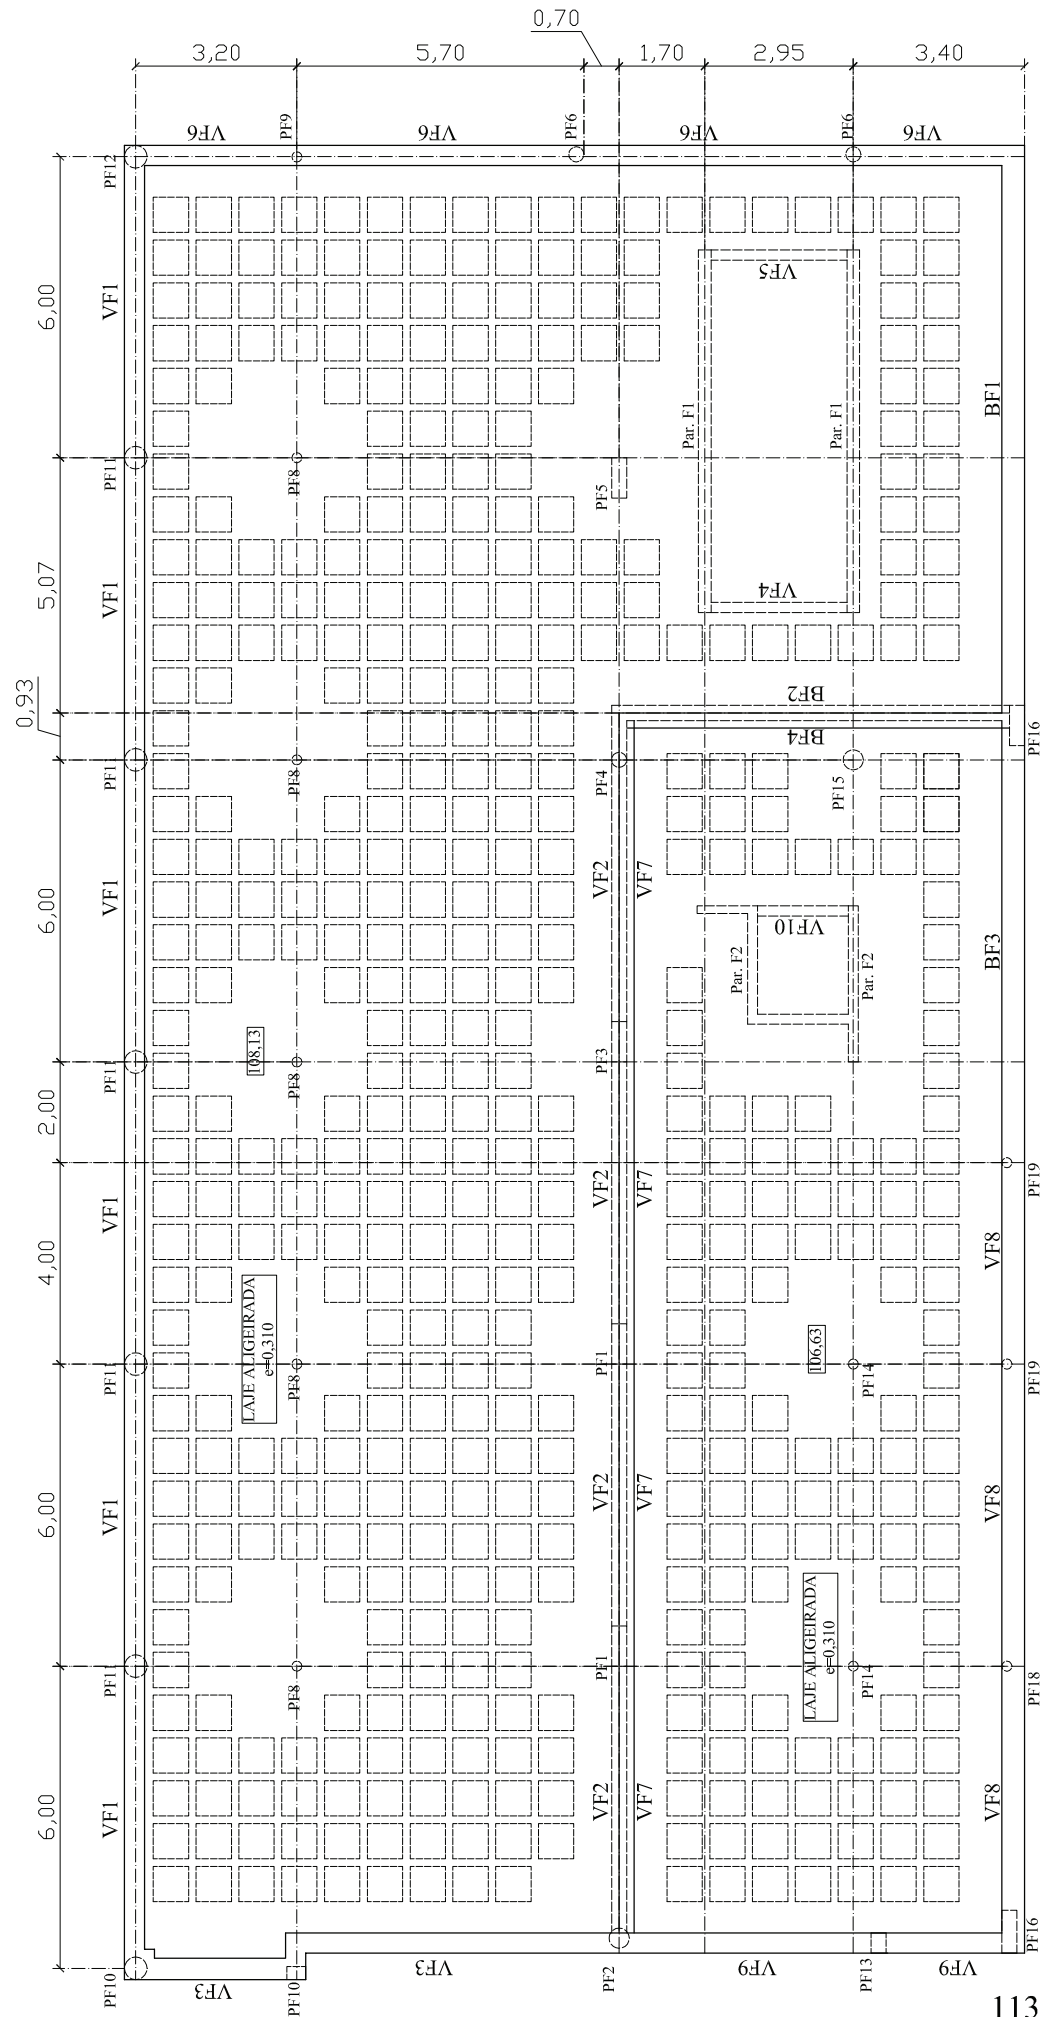 0,70
3,20
5,70
1,70
2,95
3,40
VF6
PF9
VF6
PF6
VF6
PF6
VF6
PF12
VF1
6,00
VF5
Par. F1
Par. F1
BF1
PF11
PF8
PF5
5,07
VF1
VF4
0,93
BF2
BF4
PF16
PF1
PF8
PF4
PF15
6,00
VF1
VF2
VF7
VF10
Par. F2
Par. F2
BF3
108,13
PF11
PF8
PF3
2,00
VF1
VF2
VF7
PF19
4,00
VF8
LAJE ALIGEIRADA
e=0,310
106,63
PF11
PF8
PF1
PF14
PF19
6,00
VF1
VF2
VF7
VF8
LAJE ALIGEIRADA
e=0,310
PF11
PF8
PF1
PF14
PF18
6,00
VF1
VF2
VF7
VF8
PF10
VF3
PF10
VF3
PF2
VF9
PF13
VF9
PF16
113